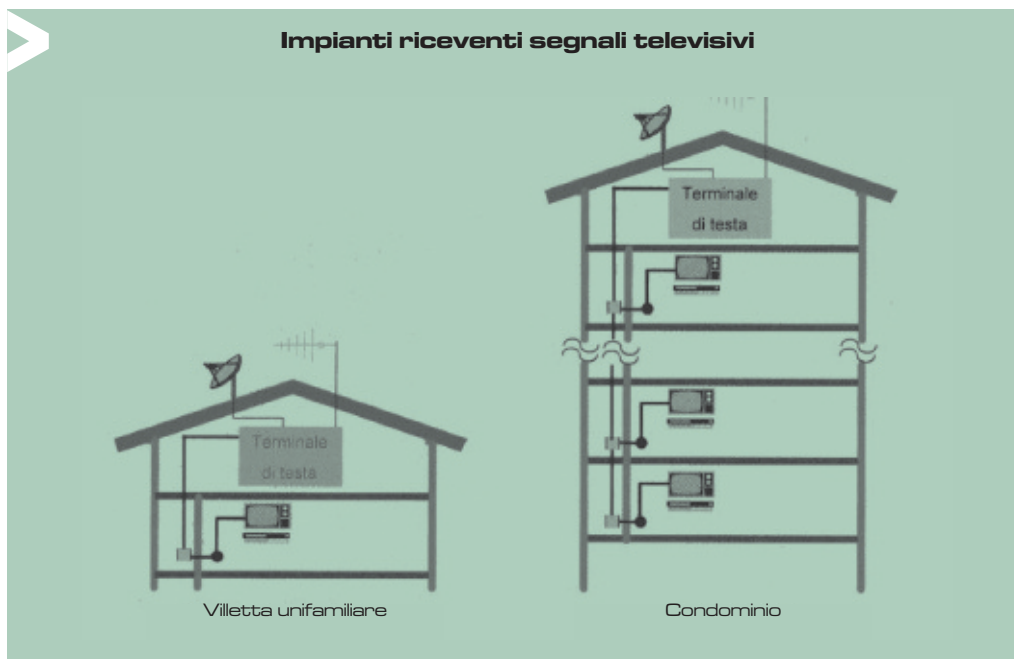 Impianti riceventi segnali televisivi
Terminale
di testa
Terminale
di testa
Villetta unifamiliare
Condominio